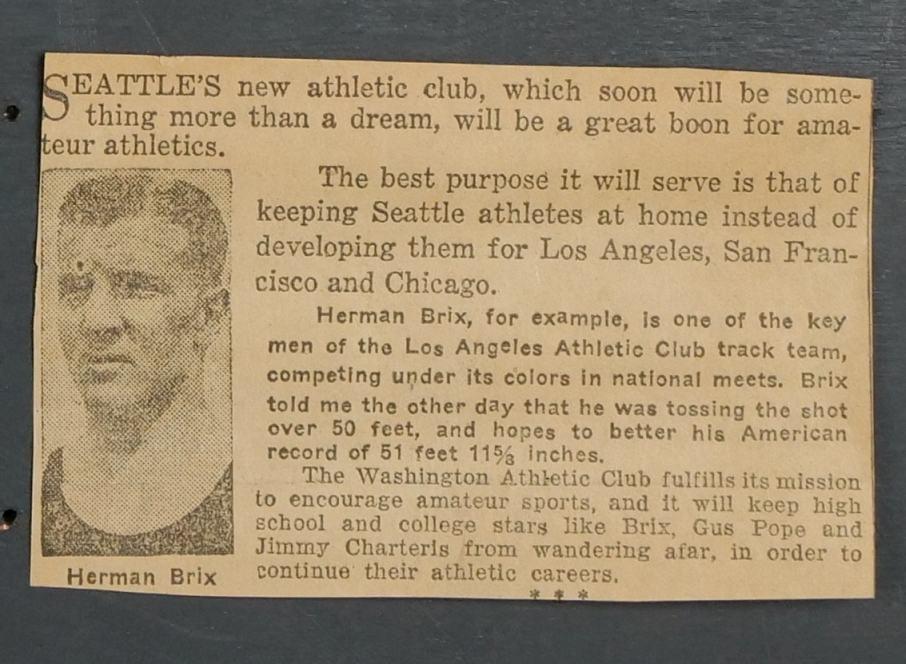 SEATTLE'S new athletic club, which soon will be some-
thing more than a dream, will be a great boon for ama-
teur athletics.
The best purpose it will serve is that of
keeping Seattle athletes at home instead of
developing them for Los Angeles, San Fran-
cisco and Chicago.
Herman Brix, for example, is one of the key
men of the Los Angeles Athletic Club track team,
competing under its colors in national meets. Brix
told me the other day that he was tossing the shot
over 50 feet, and hopes to better his American
record of 51 feet 11⅝ inches.
The Washington Athletic Club fulfills its mission
to encourage amateur sports, and it will keep high
school and college stars like Brix, Gus Pope and
Jimmy Charteris from wandering afar, in order to
continue their athletic careers.
* * *
Herman Brix